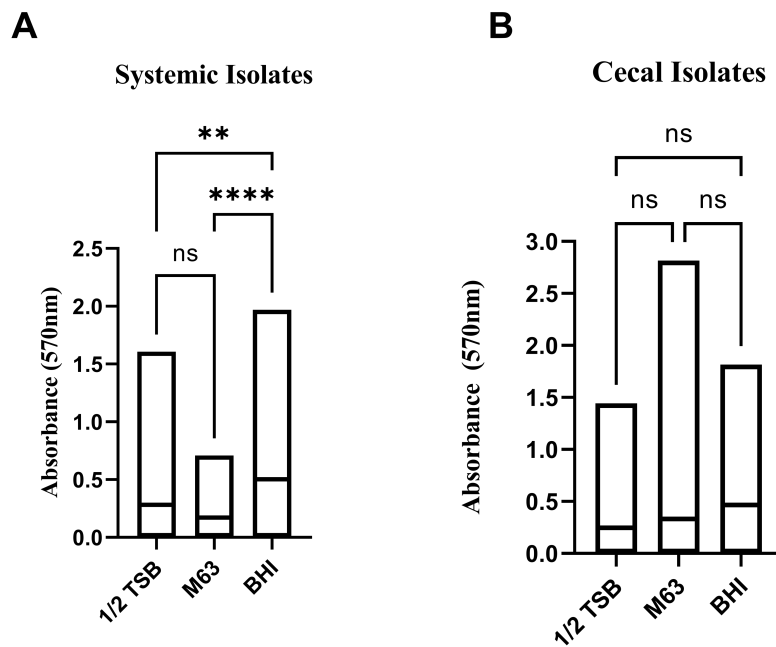 A
Systemic Isolates
**
****
ns
Absorbance (570nm)
2.5
2.0
1.5
1.0
0.5
0.0
1/2 TSB
M63
BHI
B
Cecal Isolates
ns
ns
ns
Absorbance (570nm)
3.0
2.5
2.0
1.5
1.0
0.5
0.0
1/2 TSB
M63
BHI